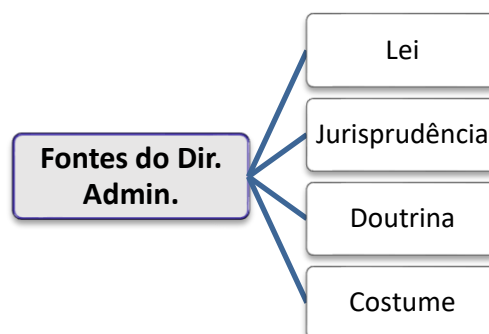 Fontes do Dir.
Admin.
Lei
Jurisprudência
Doutrina
Costume